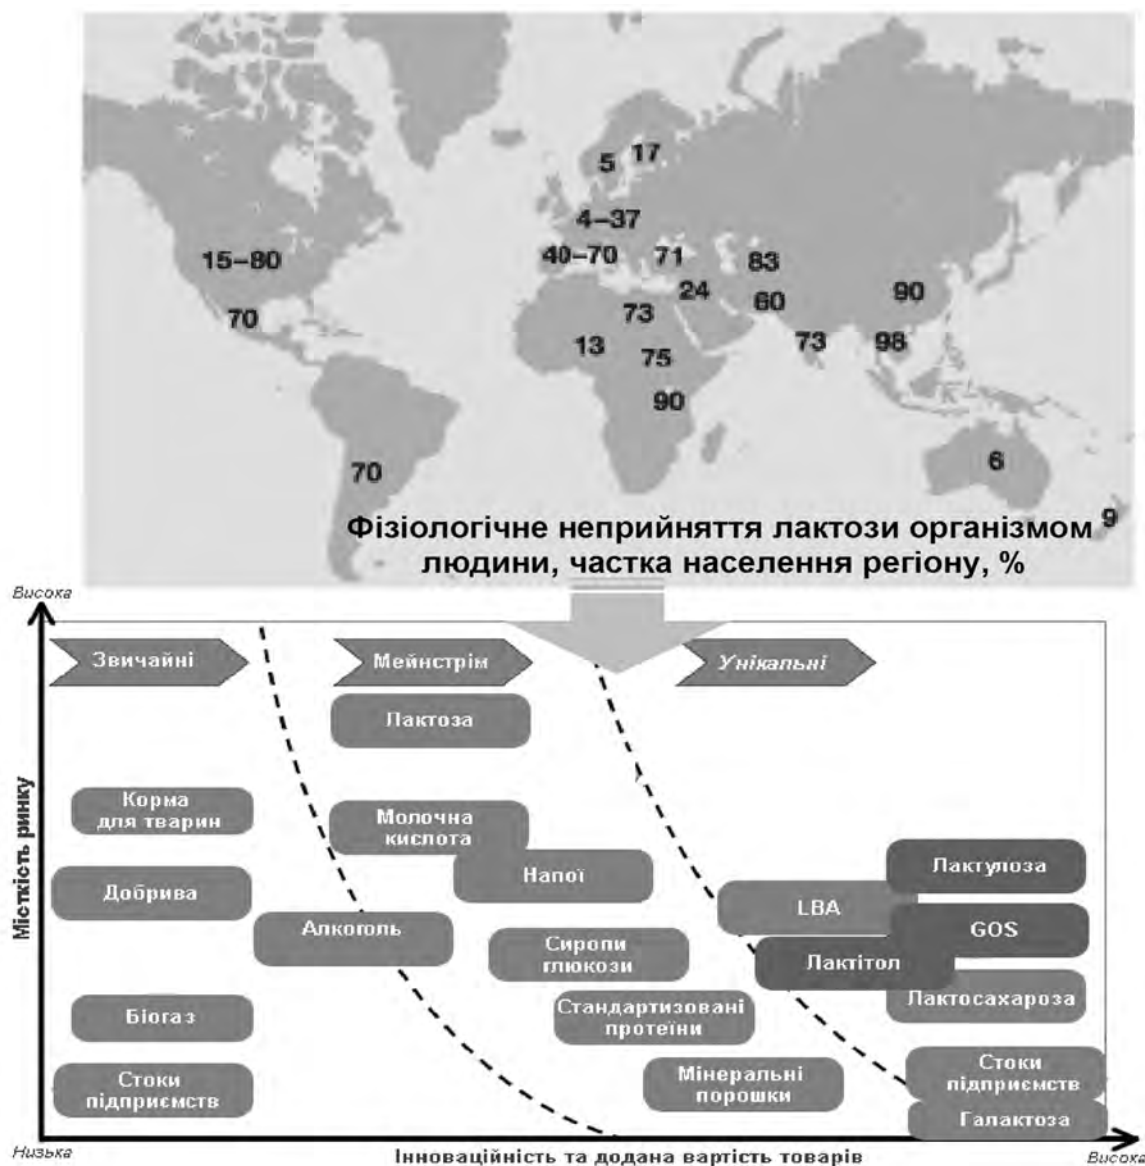 5
17
4–37
40–70
71
83
15–80
24
60
90
70
73
73
98
13
75
90
70
6
9
Фізіологічне неприйняття лактози організмом
людини, частка населення регіону, %
Висока
Звичайні
Мейнстрім
Унікальні
Лактоза
Корма
для тварин
Молочна
кислота
Напої
Лактулоза
Добрива
LBA
GOS
Алкоголь
Сиропи
глюкози
Лактітол
Лактосахароза
Біогаз
Стандартизовані
протеїни
Стоки
підприємств
Мінеральні
порошки
Стоки
підприємств
Галактоза
Місткість ринку
Низька
Інноваційність та додана вартість товарів
Висока